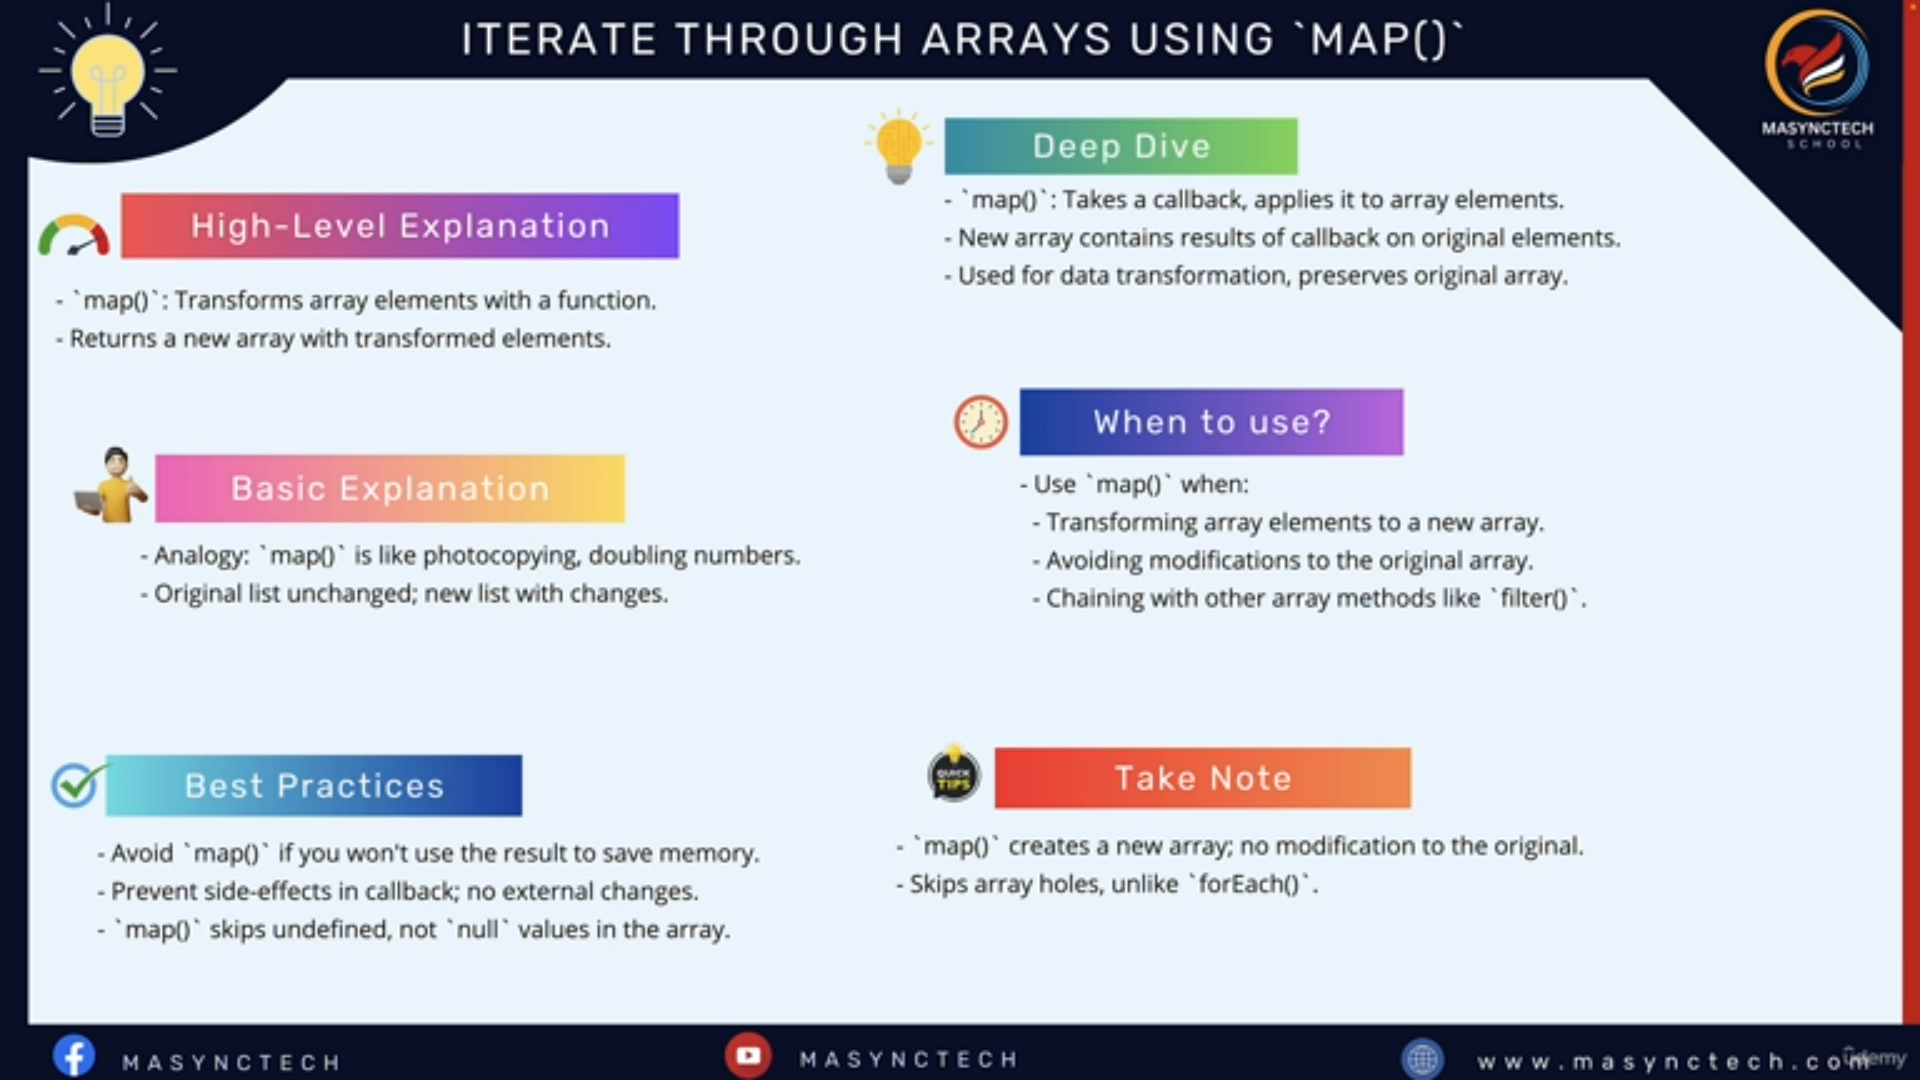 ITERATE THROUGH ARRAYS USING `MAP()`
MASYNCTECH
SCHOOL
High-Level Explanation
- `map()`: Transforms array elements with a function.
- Returns a new array with transformed elements.
Basic Explanation
- Analogy: `map()` is like photocopying, doubling numbers.
- Original list unchanged; new list with changes.
Best Practices
- Avoid `map()` if you won't use the result to save memory.
- Prevent side-effects in callback; no external changes.
- `map()` skips undefined, not `null` values in the array.
Deep Dive
- `map()`: Takes a callback, applies it to array elements.
- New array contains results of callback on original elements.
- Used for data transformation, preserves original array.
When to use?
- Use `map()` when:
- Transforming array elements to a new array.
- Avoiding modifications to the original array.
- Chaining with other array methods like `filter()`.
QUICK
TIPS
Take Note
- `map()` creates a new array; no modification to the original.
- Skips array holes, unlike `forEach()`.
MASYNCTECH
MASYNCTECH
www.masynctech.com
Udemy